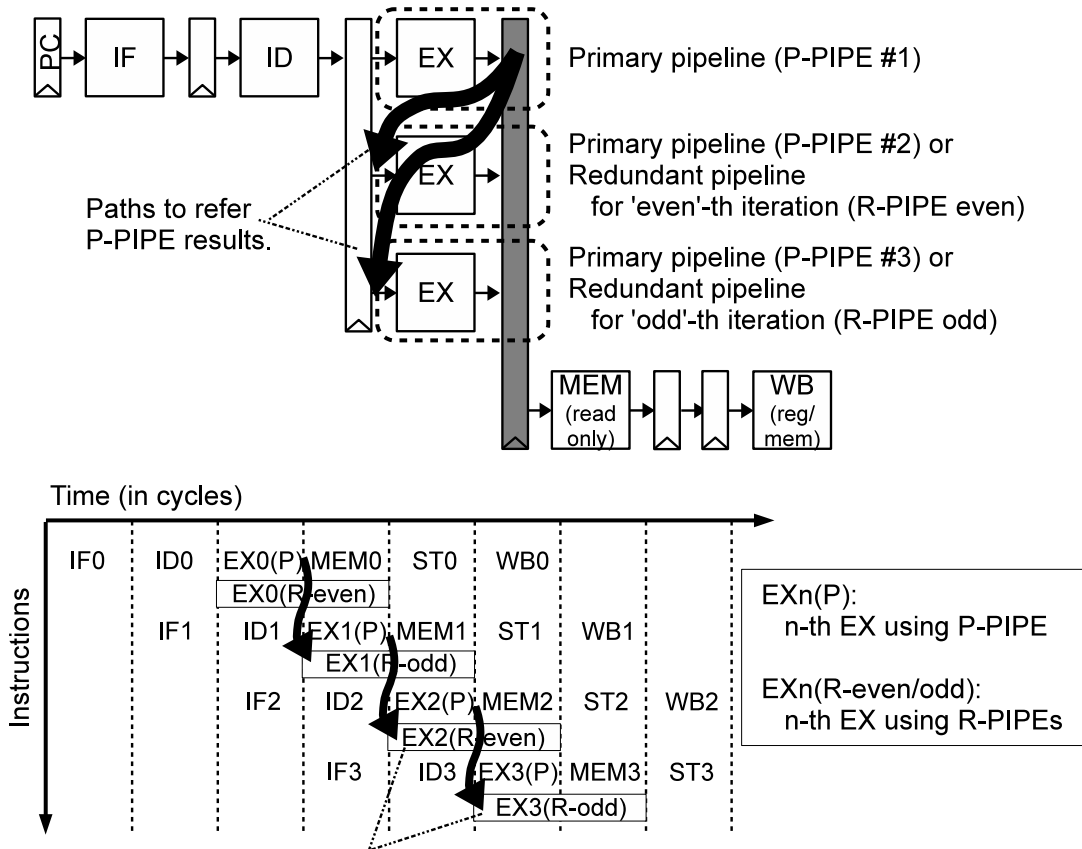 PC
IF
ID
EX
Primary pipeline (P-PIPE #1)
EX
Primary pipeline (P-PIPE #2) or
Redundant pipeline
for 'even'-th iteration (R-PIPE even)
Paths to refer
P-PIPE results.
EX
Primary pipeline (P-PIPE #3) or
Redundant pipeline
for 'odd'-th iteration (R-PIPE odd)
MEM
(read
only)
WB
(reg/
mem)
Time (in cycles)
Instructions
IF0 ID0 EX0(P) MEM0 ST0 WB0
EX0(R-even)
IF1 ID1 EX1(P) MEM1 ST1 WB1
EX1(R-odd)
IF2 ID2 EX2(P) MEM2 ST2 WB2
EX2(R-even)
IF3 ID3 EX3(P) MEM3 ST3
EX3(R-odd)
EXn(P):
n-th EX using P-PIPE
EXn(R-even/odd):
n-th EX using R-PIPEs